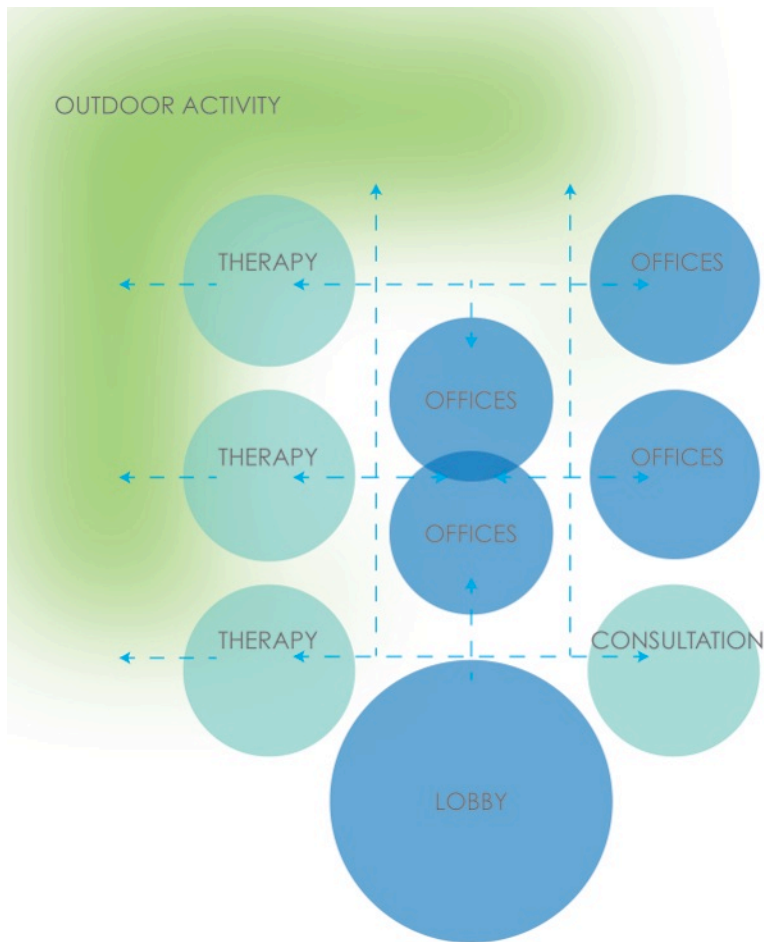 OUTDOOR ACTIVITY
THERAPY
OFFICES
OFFICES
THERAPY
OFFICES
OFFICES
THERAPY
CONSULTATION
LOBBY